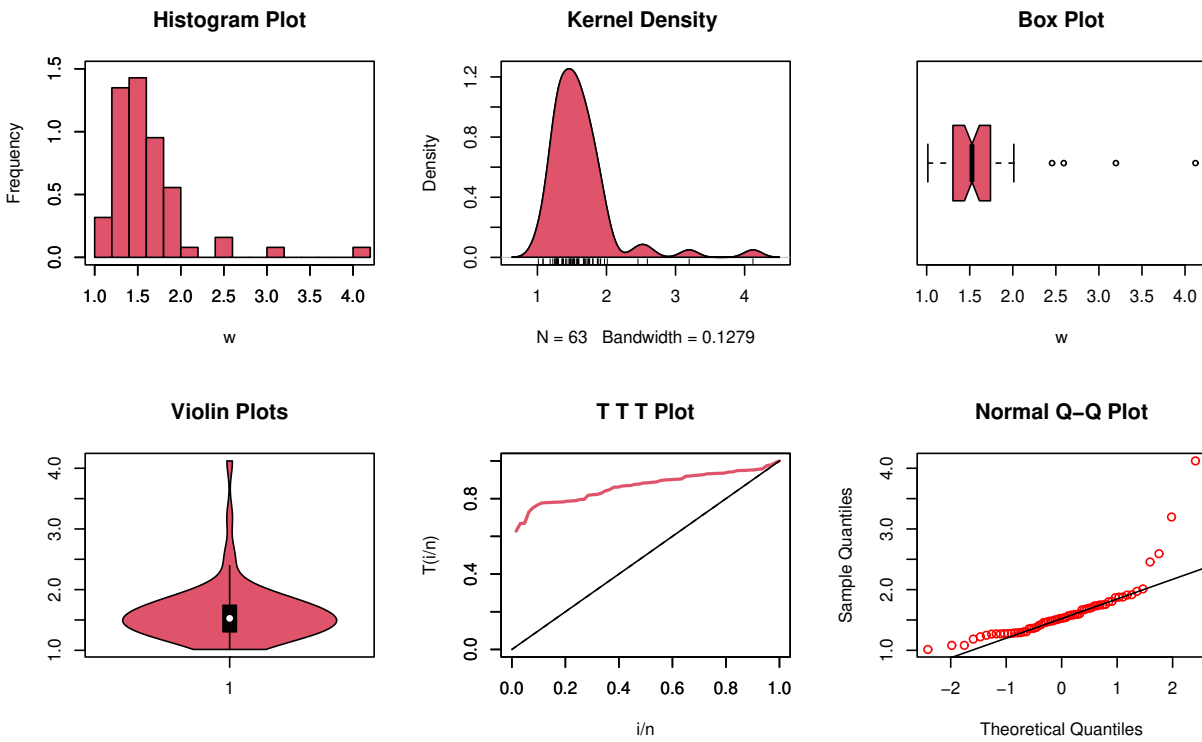 Histogram Plot
Frequency
0.0 0.5 1.0 1.5
1.0 1.5 2.0 2.5 3.0 3.5 4.0
w
Kernel Density
Density
0.0 0.4 0.8 1.2
1 2 3 4
N = 63 Bandwidth = 0.1279
Box Plot
1.0 1.5 2.0 2.5 3.0 3.5 4.0
w
Violin Plots
1.0 2.0 3.0 4.0
1
T T T Plot
T(i/n)
0.0 0.4 0.8
0.0 0.2 0.4 0.6 0.8 1.0
i/n
Normal Q−Q Plot
Sample Quantiles
1.0 2.0 3.0 4.0
−2 −1 0 1 2
Theoretical Quantiles